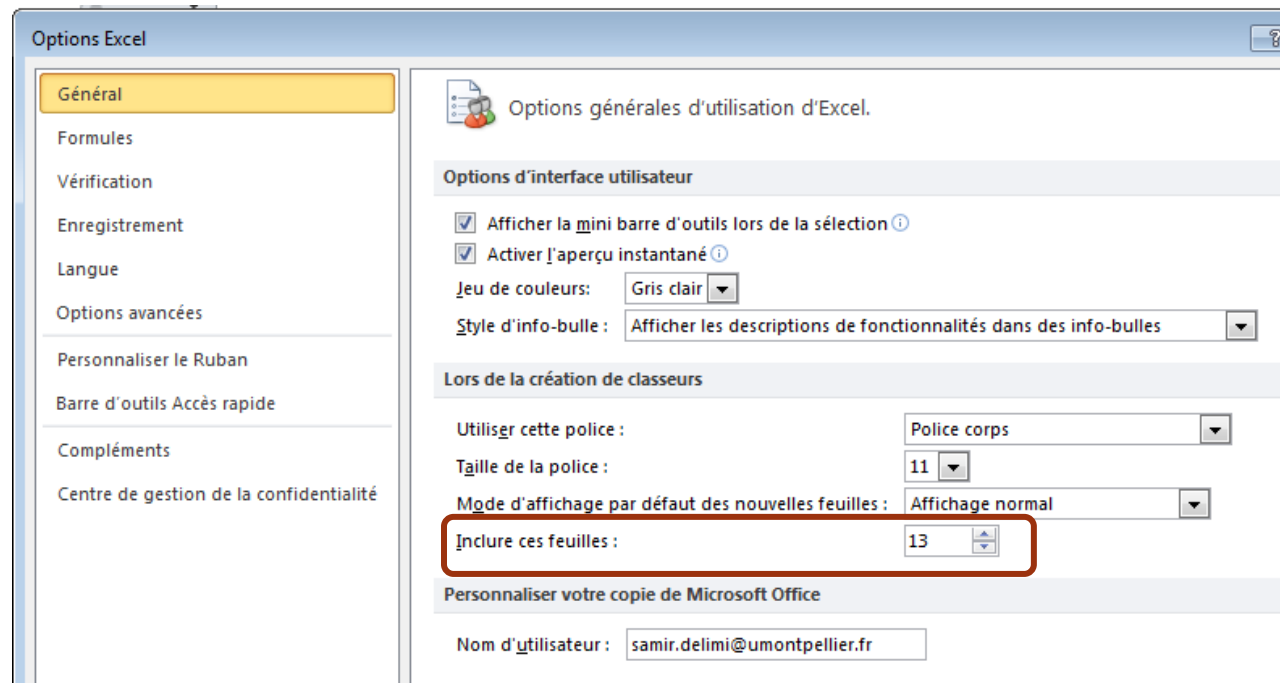 Options Excel
Général
Formules
Vérification
Enregistrement
Langue
Options avancées
Personnaliser le Ruban
Barre d'outils Accès rapide
Compléments
Centre de gestion de la confidentialité
Options générales d'utilisation d'Excel.
Options d'interface utilisateur
Afficher la mini barre d'outils lors de la sélection
Activer l'aperçu instantané
Jeu de couleurs: Gris clair
Style d'info-bulle : Afficher les descriptions de fonctionnalités dans des info-bulles
Lors de la création de classeurs
Utiliser cette police : Police corps
Taille de la police : 11
Mode d'affichage par défaut des nouvelles feuilles : Affichage normal
Inclure ces feuilles : 13
Personnaliser votre copie de Microsoft Office
Nom d'utilisateur : samir.delimi@umontpellier.fr